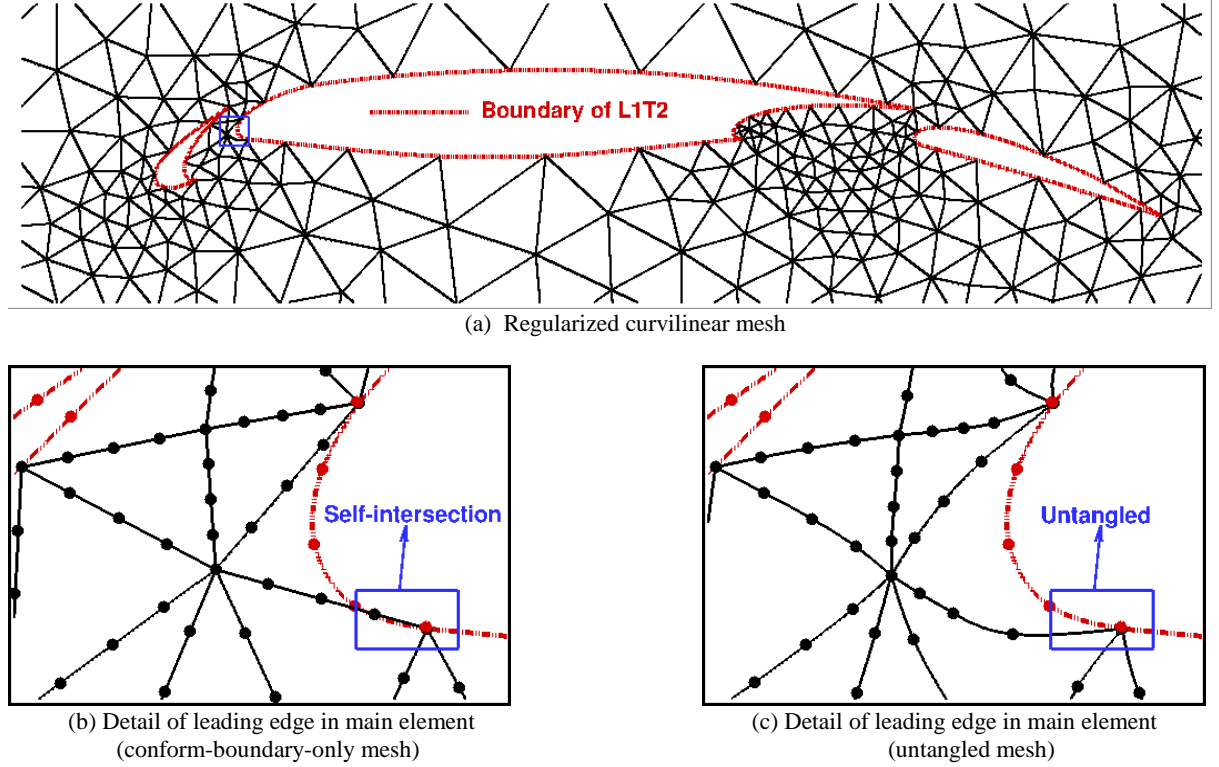 Boundary of L1T2
(a) Regularized curvilinear mesh
Self-intersection
Untangled
(b) Detail of leading edge in main element
(conform-boundary-only mesh)
(c) Detail of leading edge in main element
(untangled mesh)